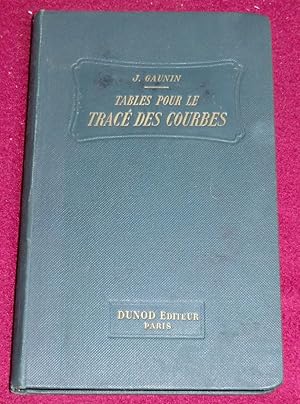 J. GAUNIN
TABLES POUR LE
TRACÉ DES COURBES
DUNOD EDITEUR
PARIS